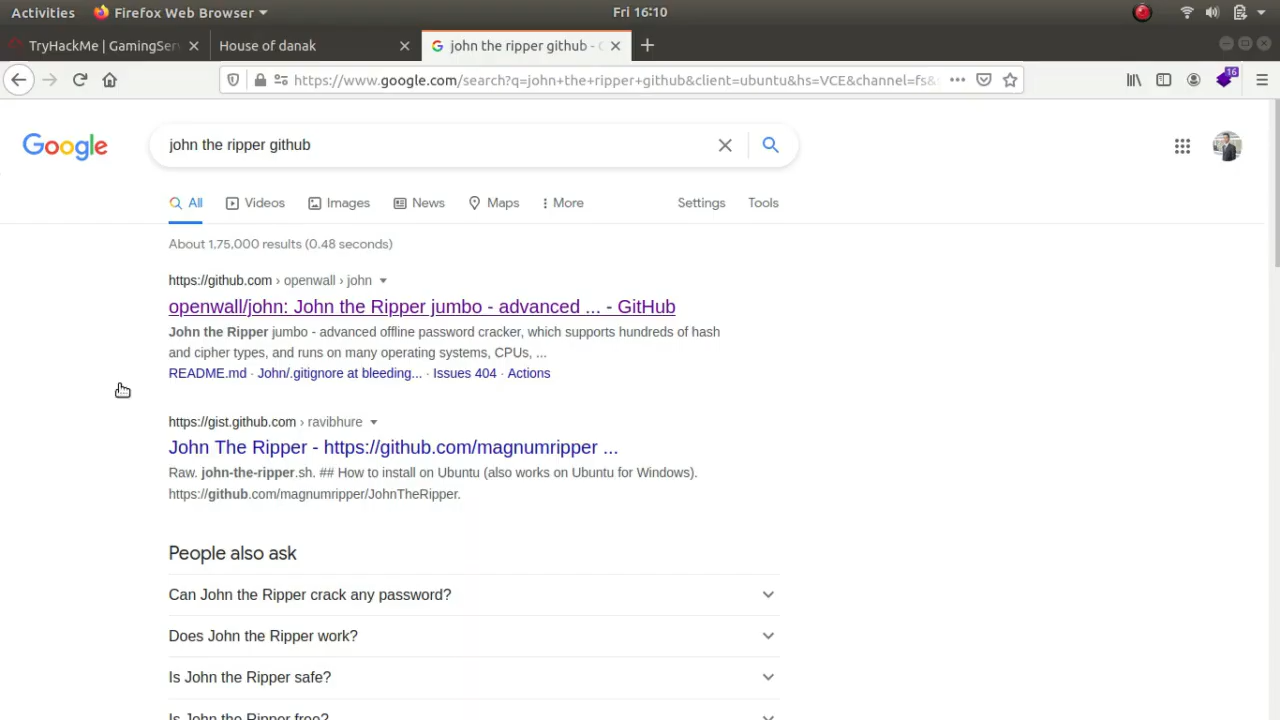 Activities Firefox Web Browser Fri 16:10
TryHackMe | GamingServ House of danak john the ripper github -
https://www.google.com/search?q=john+the+ripper+github&client=ubuntu&hs=VCE&channel=fs& 16
Google john the ripper github
All Videos Images News Maps More Settings Tools
About 1,75,000 results (0.48 seconds)
https://github.com › openwall › john
openwall/john: John the Ripper jumbo - advanced ... - GitHub
John the Ripper jumbo - advanced offline password cracker, which supports hundreds of hash
and cipher types, and runs on many operating systems, CPUs, ...
README.md · John/.gitignore at bleeding... · Issues 404 · Actions
https://gist.github.com › ravibhure
John The Ripper - https://github.com/magnumripper ...
Raw. john-the-ripper.sh. ## How to install on Ubuntu (also works on Ubuntu for Windows).
https://github.com/magnumripper/JohnTheRipper.
People also ask
Can John the Ripper crack any password?
Does John the Ripper work?
Is John the Ripper safe?
Is John the Ripper free?